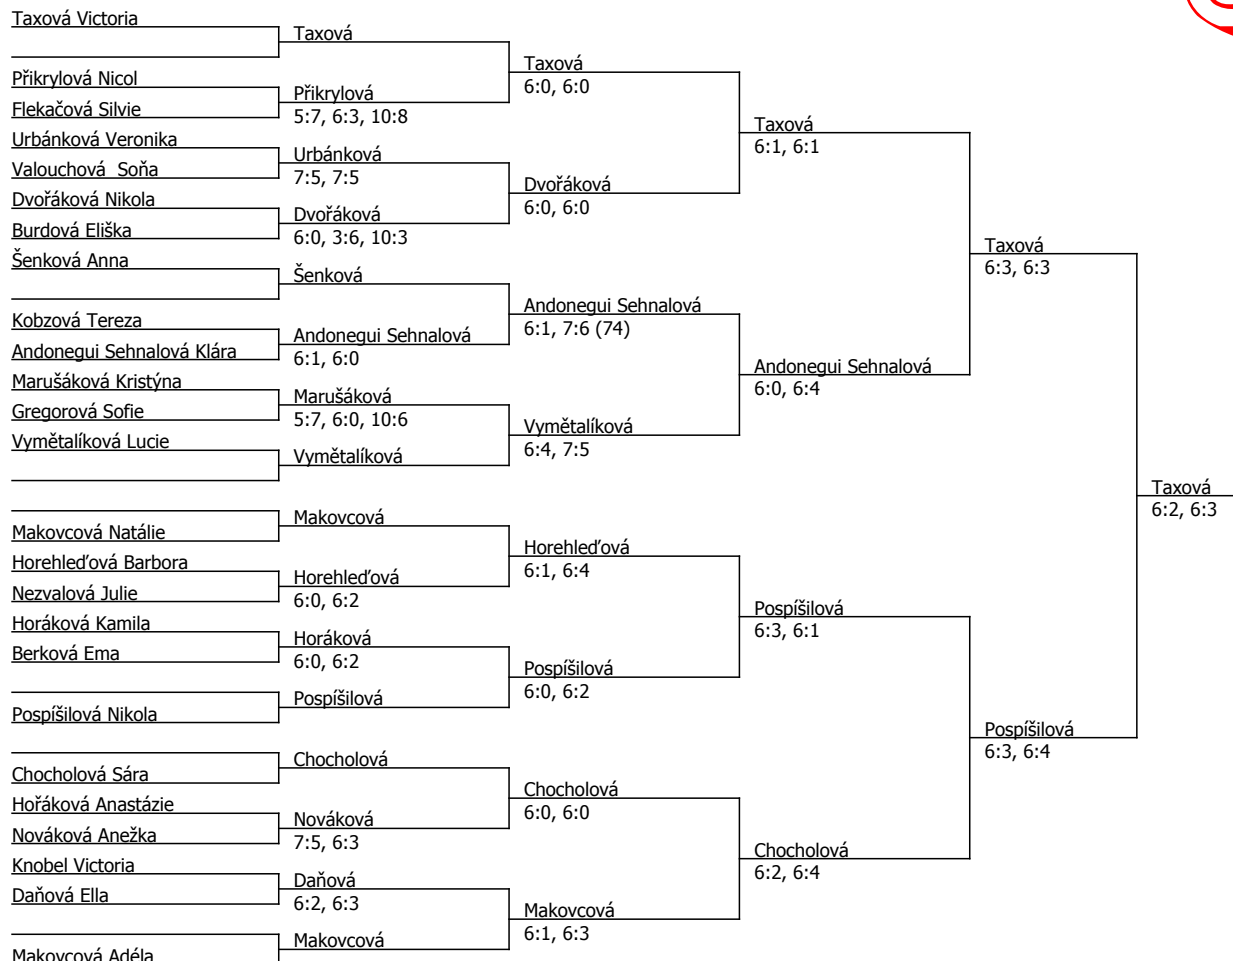 Taxová Victoria
Přikrylová Nicol
Flekačová Silvie
Urbánková Veronika
Valouchová  Soňa
Dvořáková Nikola
Burdová Eliška
Šenková Anna
Kobzová Tereza
Andonegui Sehnalová Klára
Marušáková Kristýna
Gregorová Sofie
Vymětalíková Lucie
Makovcová Natálie
Horehleďová Barbora
Nezvalová Julie
Horáková Kamila
Berková Ema
Pospíšilová Nikola
Chocholová Sára
Hořáková Anastázie
Nováková Anežka
Knobel Victoria
Daňová Ella
Makovcová Adéla
Taxová
Přikrylová
5:7, 6:3, 10:8
Urbánková
7:5, 7:5
Dvořáková
6:0, 3:6, 10:3
Šenková
Andonegui Sehnalová
6:1, 6:0
Marušáková
5:7, 6:0, 10:6
Vymětalíková
Makovcová
Horehleďová
6:0, 6:2
Horáková
6:0, 6:2
Pospíšilová
Chocholová
Nováková
7:5, 6:3
Daňová
6:2, 6:3
Makovcová
Taxová
6:0, 6:0
Dvořáková
6:0, 6:0
Andonegui Sehnalová
6:1, 7:6 (74)
Vymětalíková
6:4, 7:5
Horehleďová
6:1, 6:4
Pospíšilová
6:0, 6:2
Chocholová
6:0, 6:0
Makovcová
6:1, 6:3
Taxová
6:1, 6:1
Andonegui Sehnalová
6:0, 6:4
Pospíšilová
6:3, 6:1
Chocholová
6:2, 6:4
Taxová
6:3, 6:3
Pospíšilová
6:3, 6:4
Taxová
6:2, 6:3